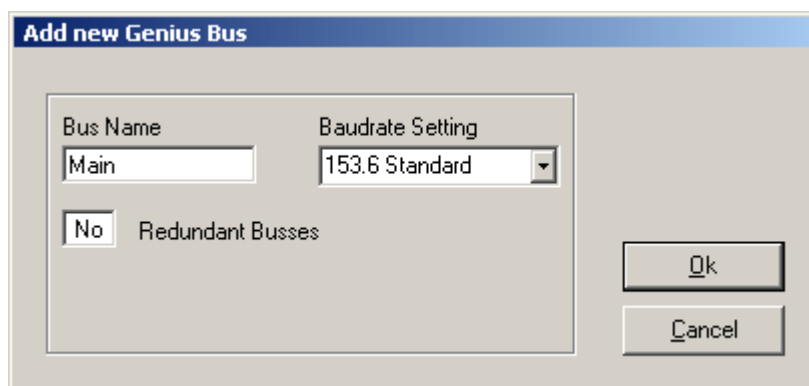 Add new Genius Bus
Bus Name
Baudrate Setting
Main
153.6 Standard
No
Redundant Busses
Ok
Cancel